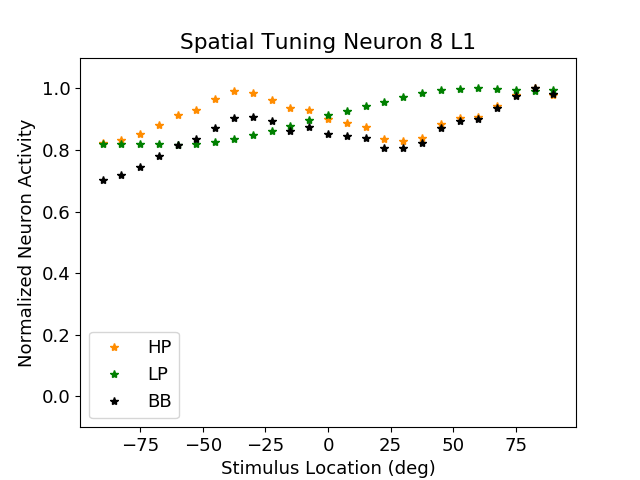 Spatial Tuning Neuron 8 L1
Normalized Neuron Activity
1.0
0.8
0.6
0.4
0.2
0.0
HP
LP
BB
−75 −50 −25 0 25 50 75
Stimulus Location (deg)